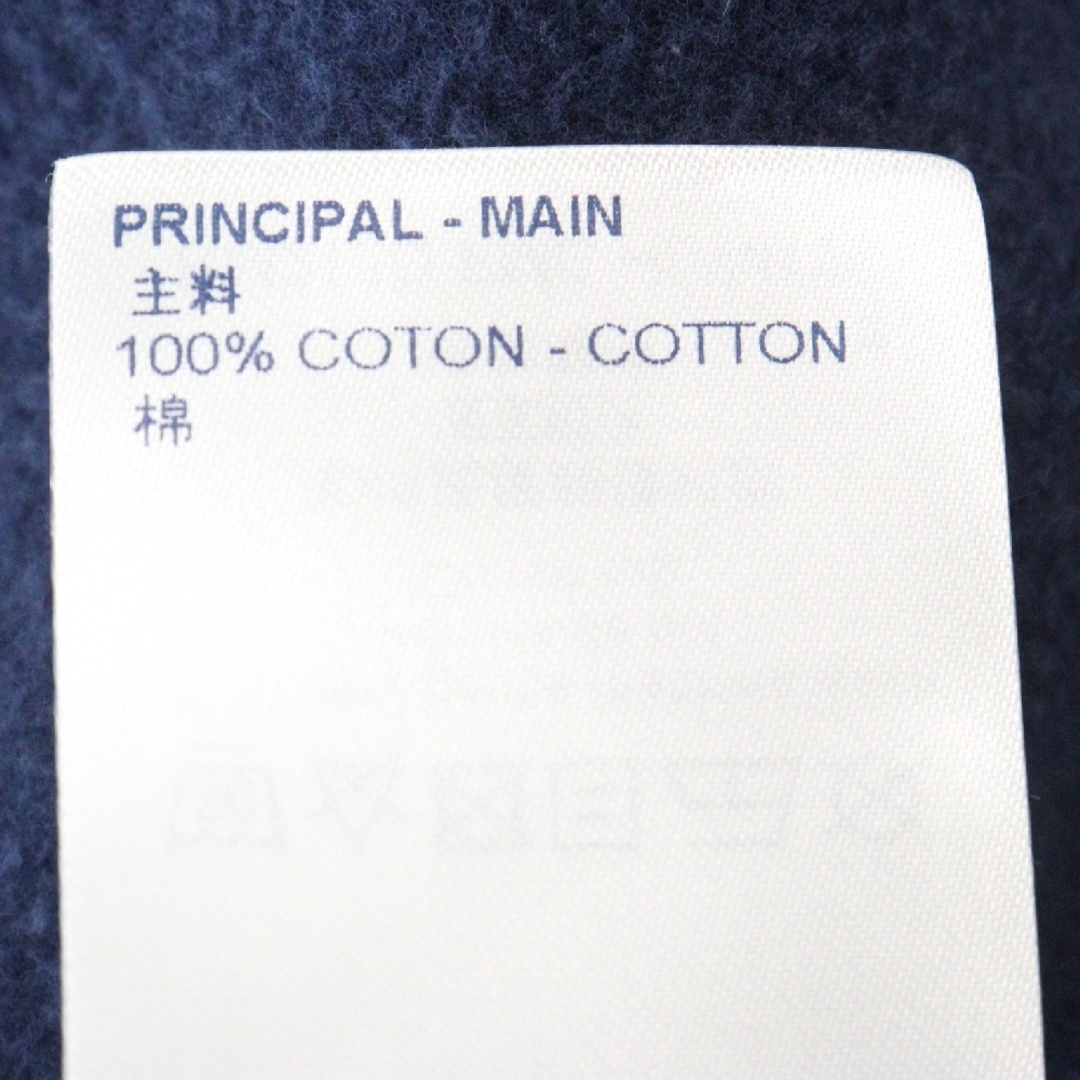 PRINCIPAL - MAIN
主料
100% COTON - COTTON
棉